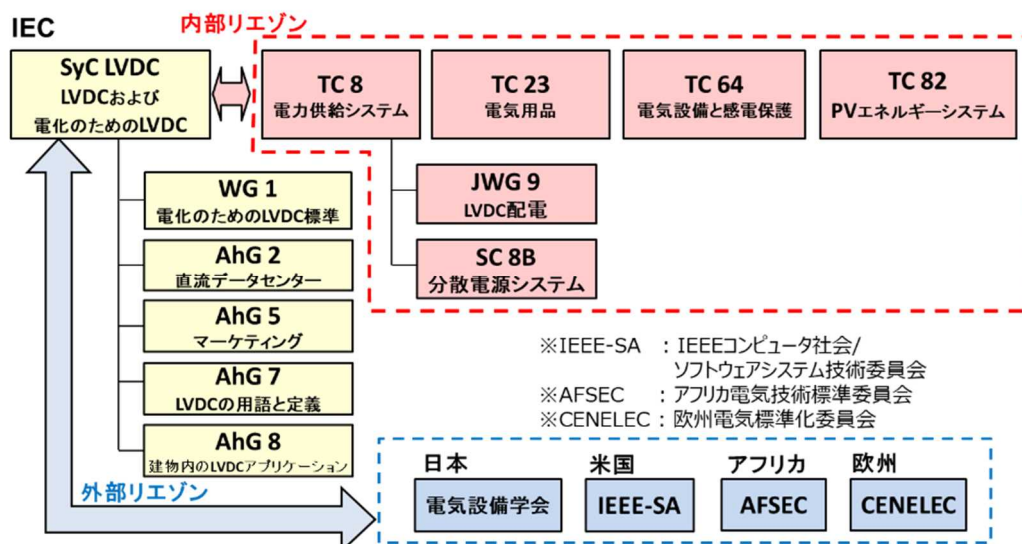 IEC
内部リエゾン
SyC LVDC
LVDCおよび
電化のためのLVDC
TC 8
電力供給システム
TC 23
電気用品
TC 64
電気設備と感電保護
TC 82
PVエネルギーシステム
WG 1
電化のためのLVDC標準
AhG 2
直流データセンター
AhG 5
マーケティング
AhG 7
LVDCの用語と定義
AhG 8
建物内のLVDCアプリケーション
JWG 9
LVDC配電
SC 8B
分散電源システム
※IEEE-SA :IEEEコンピュータ社会/
ソフトウェアシステム技術委員会
※AFSEC :アフリカ電気技術標準委員会
※CENELEC:欧州電気標準化委員会
外部リエゾン
日本
電気設備学会
米国
IEEE-SA
アフリカ
AFSEC
欧州
CENELEC